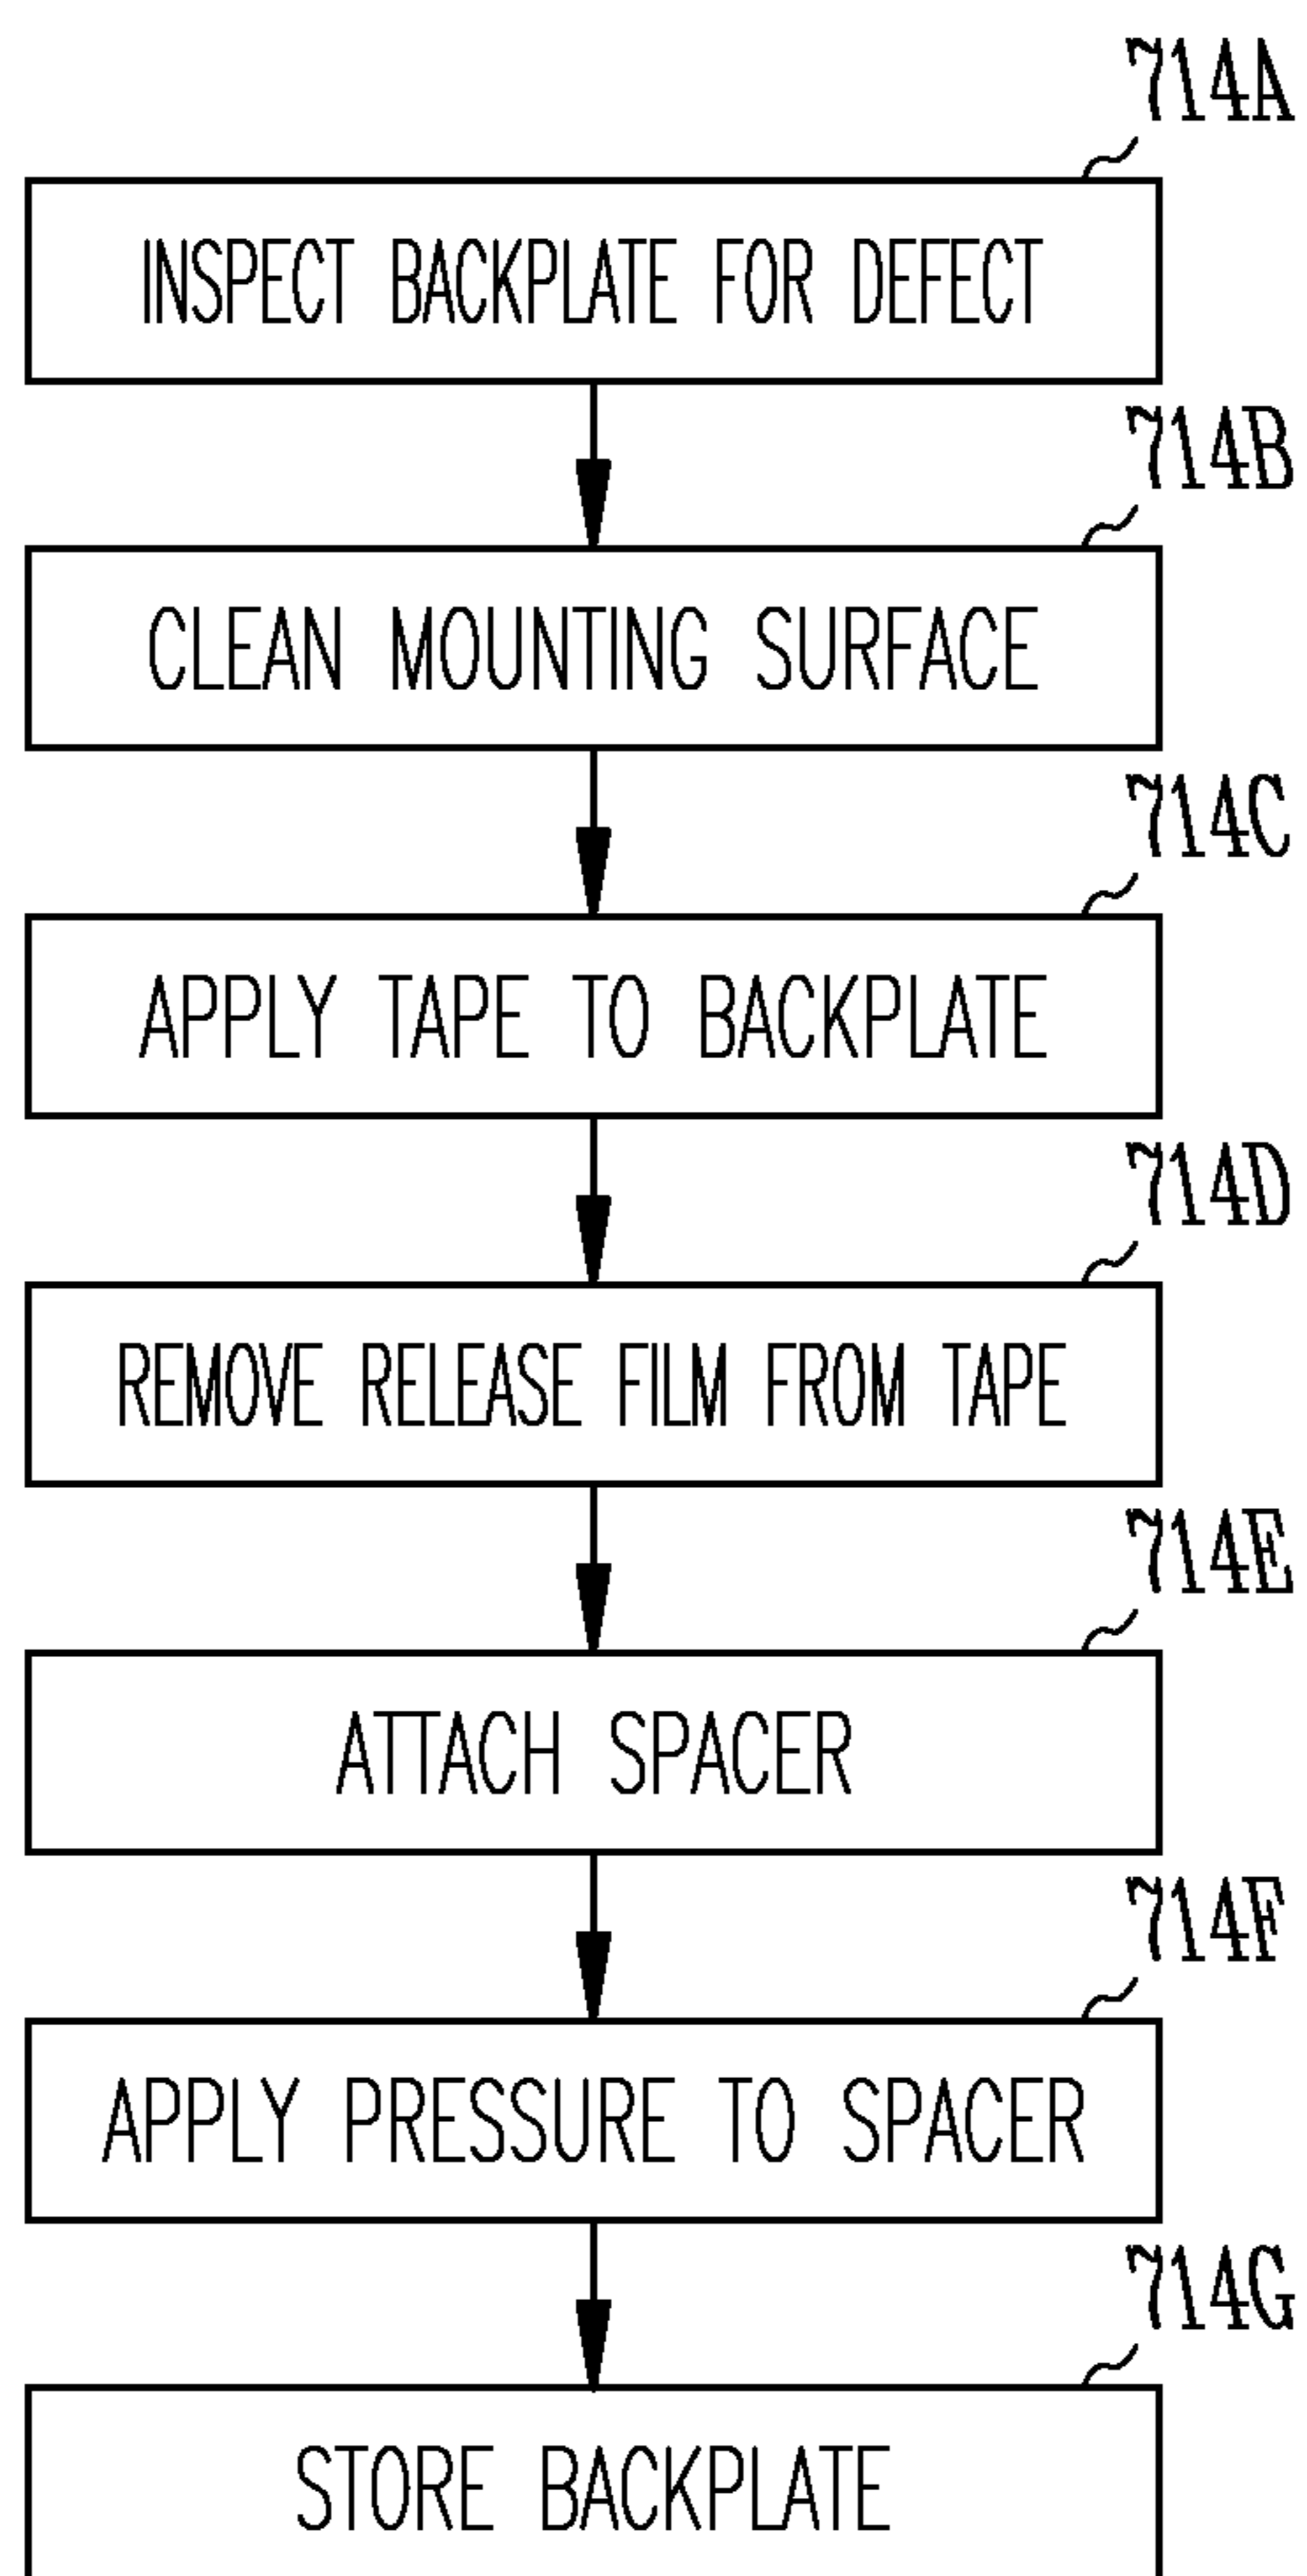 714A
INSPECT BACKPLATE FOR DEFECT
714B
CLEAN MOUNTING SURFACE
714C
APPLY TAPE TO BACKPLATE
714D
REMOVE RELEASE FILM FROM TAPE
714E
ATTACH SPACER
714F
APPLY PRESSURE TO SPACER
714G
STORE BACKPLATE